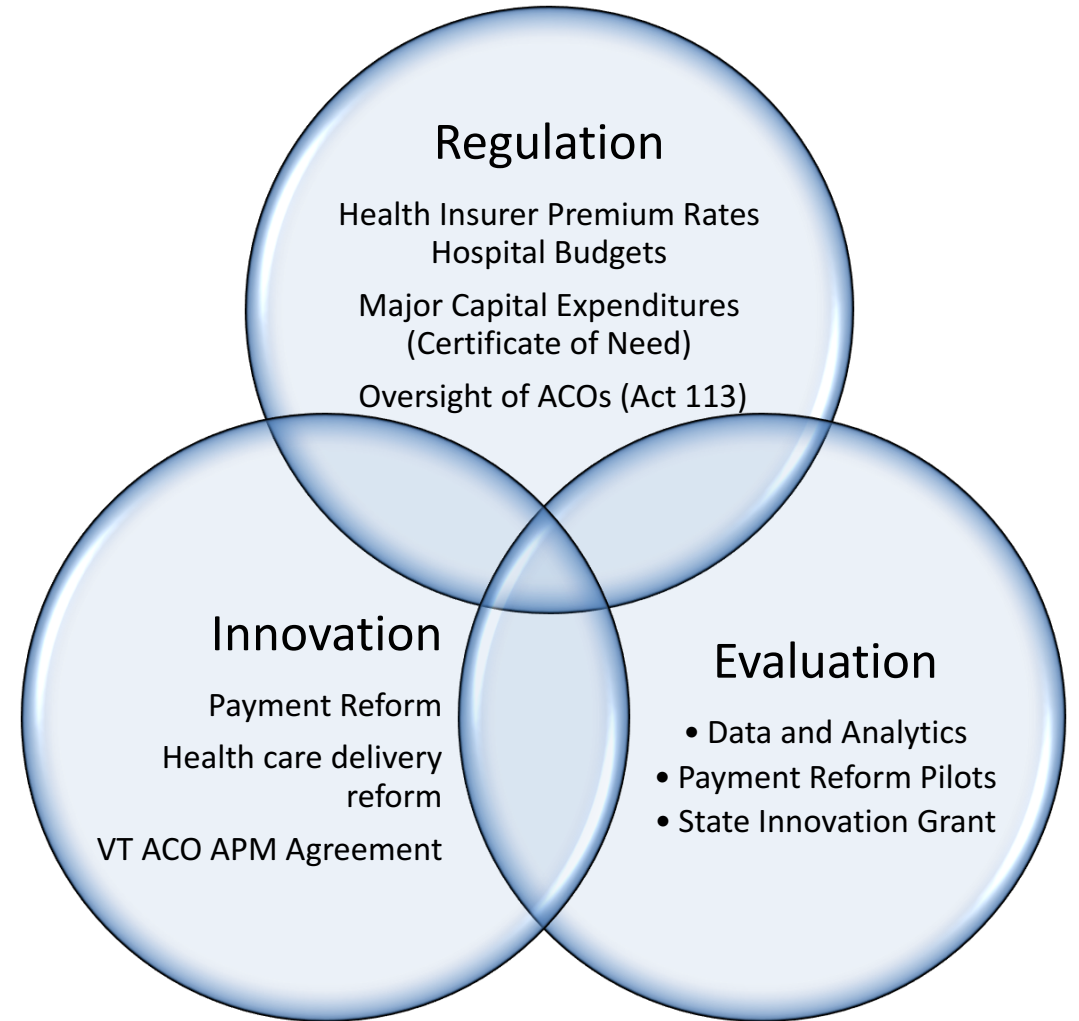 Regulation
Health Insurer Premium Rates
Hospital Budgets
Major Capital Expenditures
(Certificate of Need)
Oversight of ACOs (Act 113)
Innovation
Payment Reform
Health care delivery
reform
VT ACO APM Agreement
Evaluation
• Data and Analytics
• Payment Reform Pilots
• State Innovation Grant